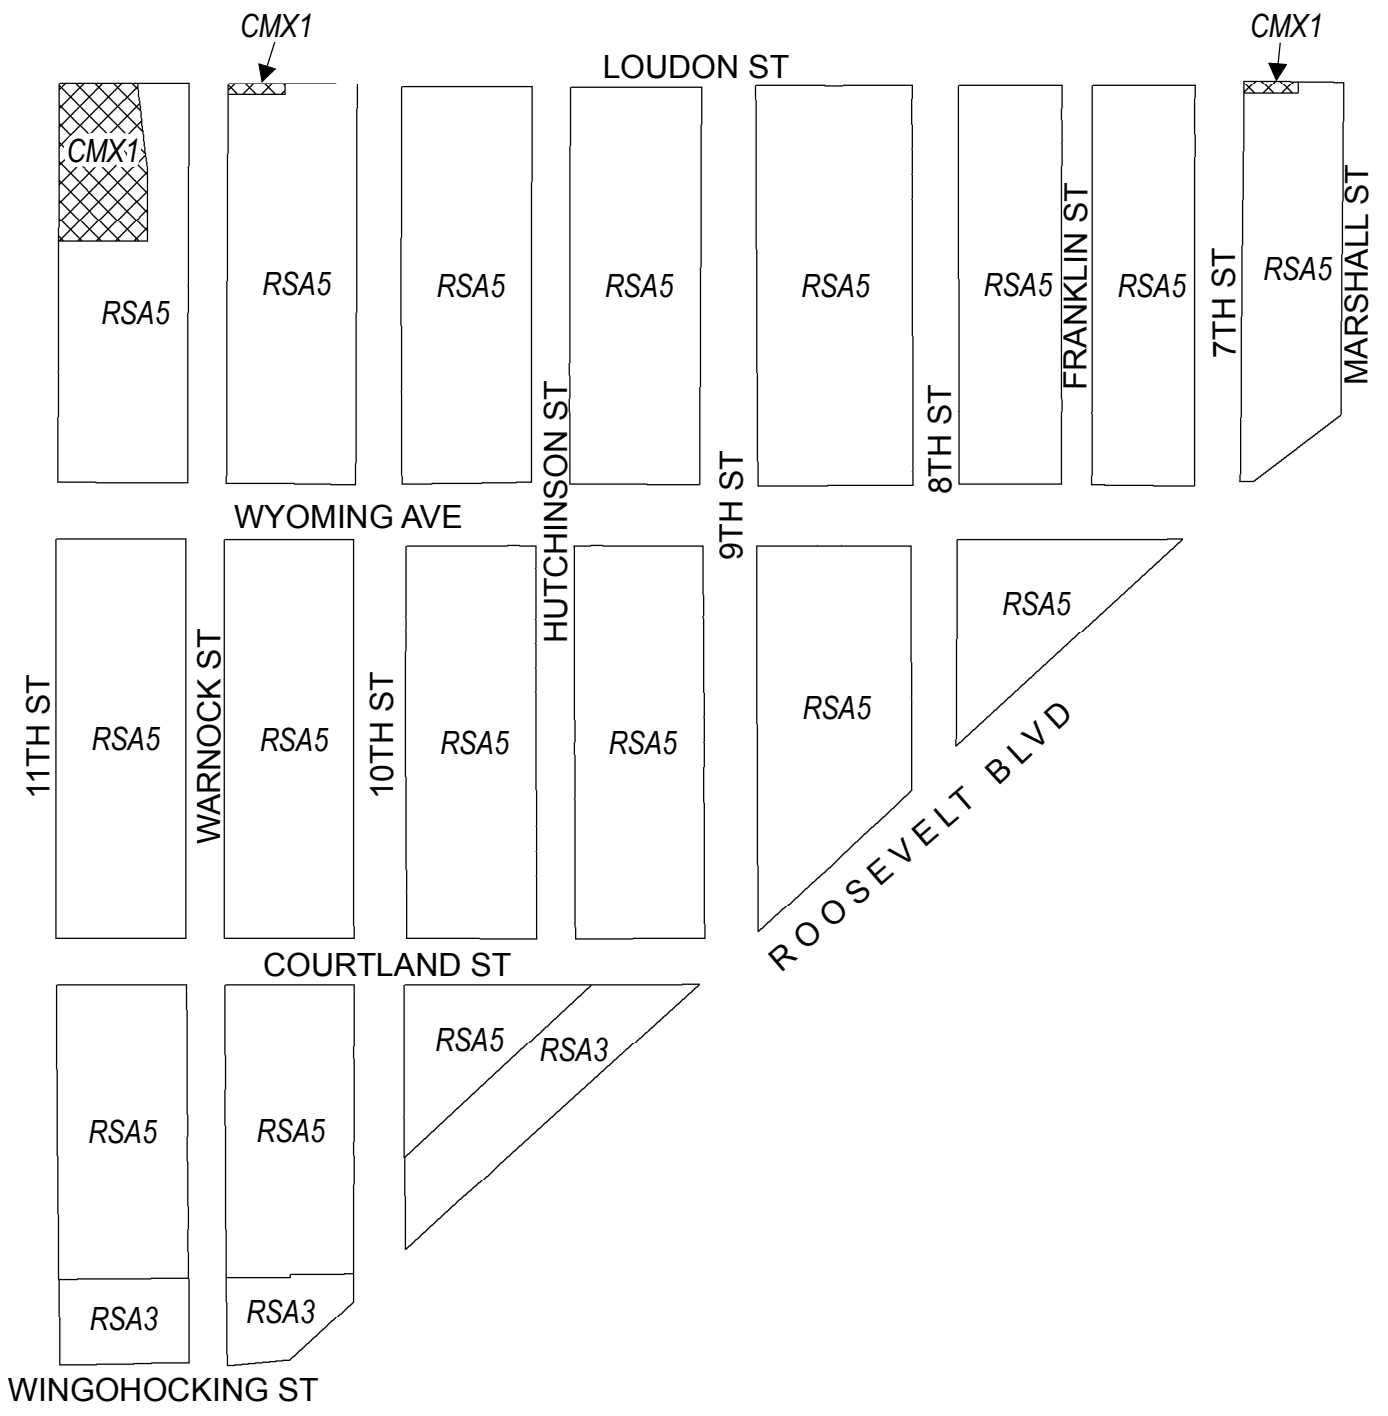 CMX1
CMX1
LOUDON ST
CMX1
RSA5
RSA5
RSA5
RSA5
RSA5
RSA5
RSA5
RSA5
MARSHALL ST
FRANKLIN ST
7TH ST
8TH ST
HUTCHINSON ST
9TH ST
WYOMING AVE
RSA5
RSA5
11TH ST
WARNOCK ST
10TH ST
RSA5
RSA5
RSA5
RSA5
ROOSEVELT BLVD
COURTLAND ST
RSA5
RSA3
RSA5
RSA5
RSA3
RSA3
WINGOHOCKING ST